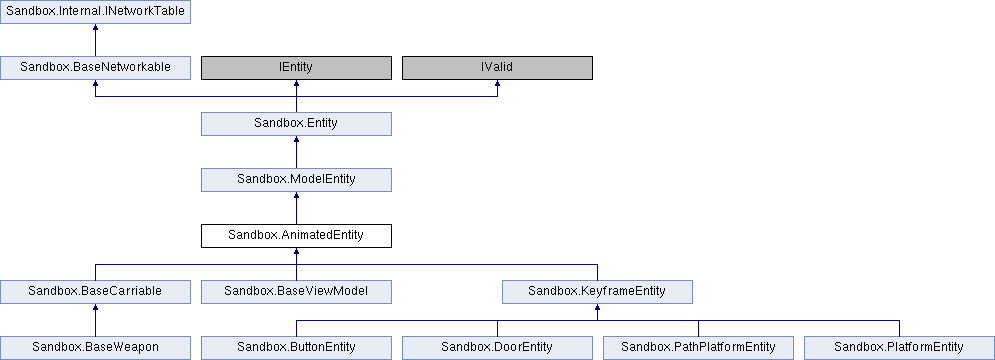 Sandbox.Internal.INetworkTable
Sandbox.BaseNetworkable
IEntity
IValid
Sandbox.Entity
Sandbox.ModelEntity
Sandbox.AnimatedEntity
Sandbox.BaseCarriable
Sandbox.BaseViewModel
Sandbox.KeyframeEntity
Sandbox.BaseWeapon
Sandbox.ButtonEntity
Sandbox.DoorEntity
Sandbox.PathPlatformEntity
Sandbox.PlatformEntity